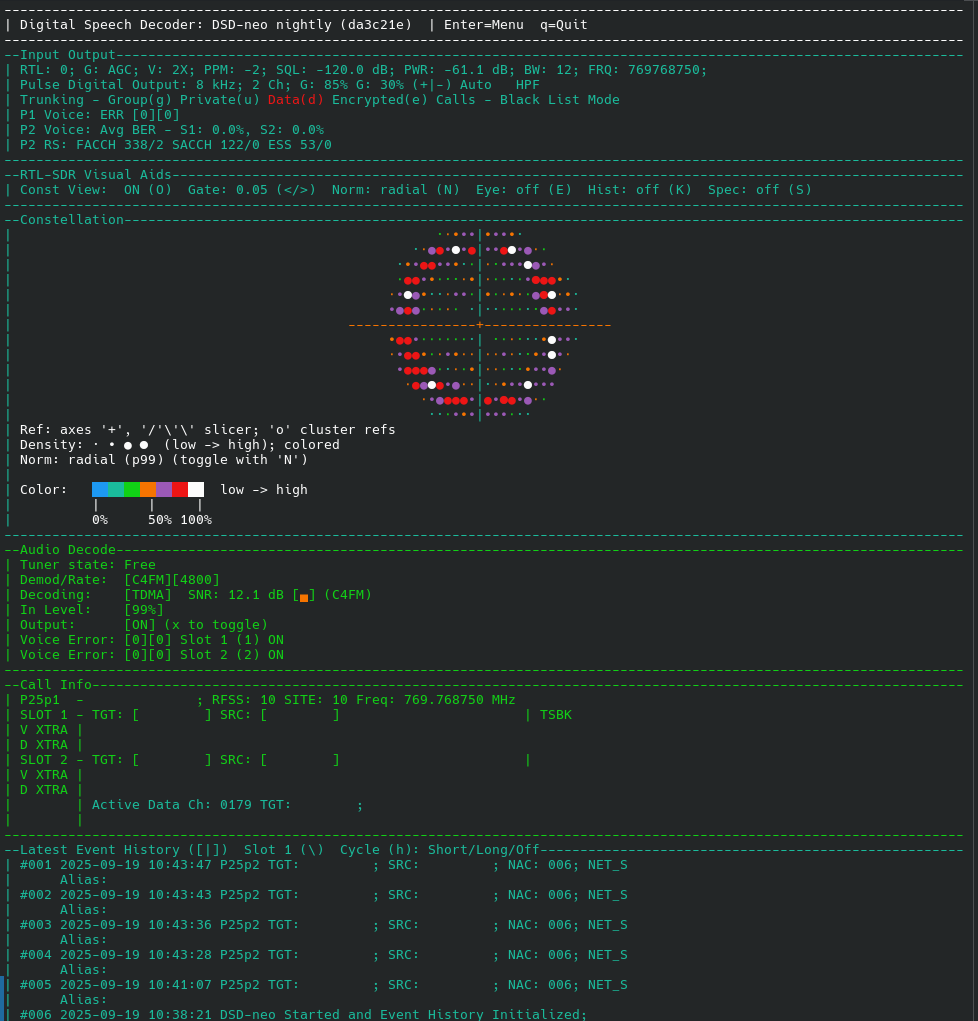 | Digital Speech Decoder: DSD-neo nightly (da3c21e)  | Enter=Menu  q=Quit
--Input Output--
| RTL: 0; G: AGC; V: 2X; PPM: -2; SQL: -120.0 dB; PWR: -61.1 dB; BW: 12; FRQ: 769768750;
| Pulse Digital Output: 8 kHz; 2 Ch; G: 85% G: 30% (+|-) Auto   HPF
| Trunking - Group(g) Private(u) Data(d) Encrypted(e) Calls - Black List Mode
| P1 Voice: ERR [0][0]
| P2 Voice: Avg BER - S1: 0.0%, S2: 0.0%
| P2 RS: FACCH 338/2 SACCH 122/0 ESS 53/0
--RTL-SDR Visual Aids--
| Const View:  ON (O)  Gate: 0.05 (</>)  Norm: radial (N)  Eye: off (E)  Hist: off (K)  Spec: off (S)
--Constellation--
| Ref: axes '+', '/'\'\' slicer; 'o' cluster refs
| Density: · • ● ●  (low -> high); colored
| Norm: radial (p99) (toggle with 'N')
| Color:  low -> high
| 0%     50% 100%
--Audio Decode--
| Tuner state: Free
| Demod/Rate:  [C4FM][4800]
| Decoding:    [TDMA]  SNR: 12.1 dB [▄] (C4FM)
| In Level:    [99%]
| Output:      [ON] (x to toggle)
| Voice Error: [0][0] Slot 1 (1) ON
| Voice Error: [0][0] Slot 2 (2) ON
--Call Info--
| P25p1  -              ; RFSS: 10 SITE: 10 Freq: 769.768750 MHz
| SLOT 1 - TGT: [        ] SRC: [        ]                       | TSBK
| V XTRA |
| D XTRA |
| SLOT 2 - TGT: [        ] SRC: [        ]                       |
| V XTRA |
| D XTRA |
|        | Active Data Ch: 0179 TGT:        ;
|        |
--Latest Event History ([|])  Slot 1 (\)  Cycle (h): Short/Long/Off--
| #001 2025-09-19 10:43:47 P25p2 TGT:         ; SRC:         ; NAC: 006; NET_S
|      Alias:
| #002 2025-09-19 10:43:43 P25p2 TGT:         ; SRC:         ; NAC: 006; NET_S
|      Alias:
| #003 2025-09-19 10:43:36 P25p2 TGT:         ; SRC:         ; NAC: 006; NET_S
|      Alias:
| #004 2025-09-19 10:43:28 P25p2 TGT:         ; SRC:         ; NAC: 006; NET_S
|      Alias:
| #005 2025-09-19 10:41:07 P25p2 TGT:         ; SRC:         ; NAC: 006; NET_S
|      Alias:
| #006 2025-09-19 10:38:21 DSD-neo Started and Event History Initialized;